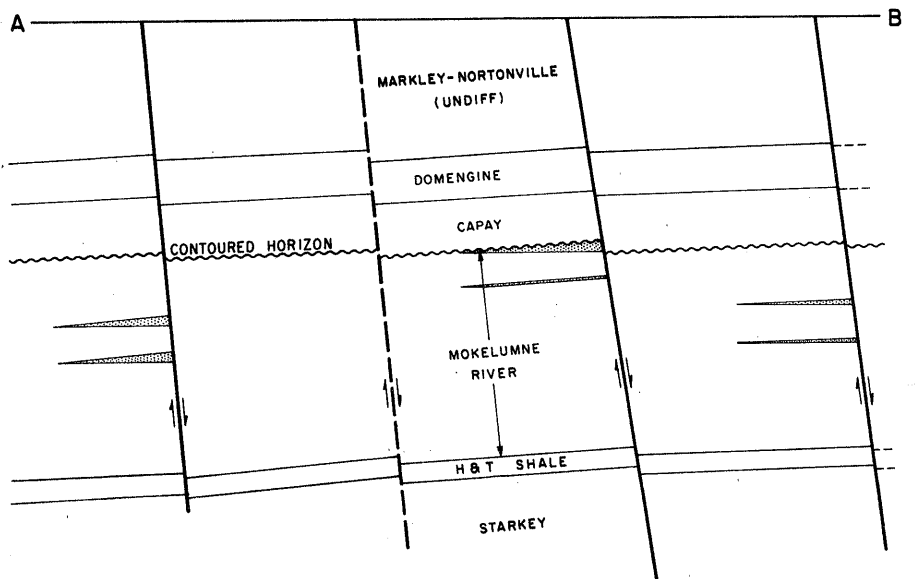 A
B
MARKLEY-NORTONVILLE
(UNDIFF)
DOMENGINE
CAPAY
CONTOURED HORIZON
MOKELUMNE
RIVER
H & T SHALE
STARKEY